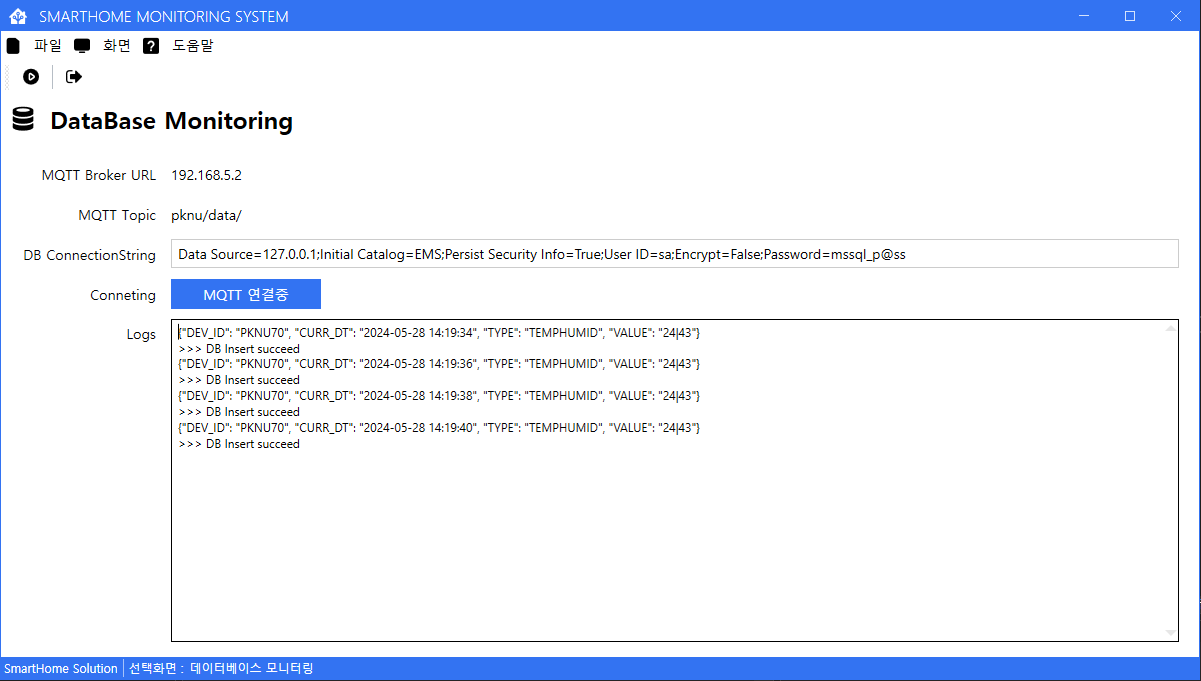 SMARTHOME MONITORING SYSTEM
파일 화면 ? 도움말
DataBase Monitoring
MQTT Broker URL 192.168.5.2
MQTT Topic pknu/data/
DB ConnectionString Data Source=127.0.0.1;Initial Catalog=EMS;Persist Security Info=True;User ID=sa;Encrypt=False;Password=mssql_p@ss
Conneting MQTT 연결중
Logs {"DEV_ID": "PKNU70", "CURR_DT": "2024-05-28 14:19:34", "TYPE": "TEMPHUMID", "VALUE": "24|43"}
>>> DB Insert succeed
{"DEV_ID": "PKNU70", "CURR_DT": "2024-05-28 14:19:36", "TYPE": "TEMPHUMID", "VALUE": "24|43"}
>>> DB Insert succeed
{"DEV_ID": "PKNU70", "CURR_DT": "2024-05-28 14:19:38", "TYPE": "TEMPHUMID", "VALUE": "24|43"}
>>> DB Insert succeed
{"DEV_ID": "PKNU70", "CURR_DT": "2024-05-28 14:19:40", "TYPE": "TEMPHUMID", "VALUE": "24|43"}
>>> DB Insert succeed
SmartHome Solution 선택화면 : 데이터베이스 모니터링